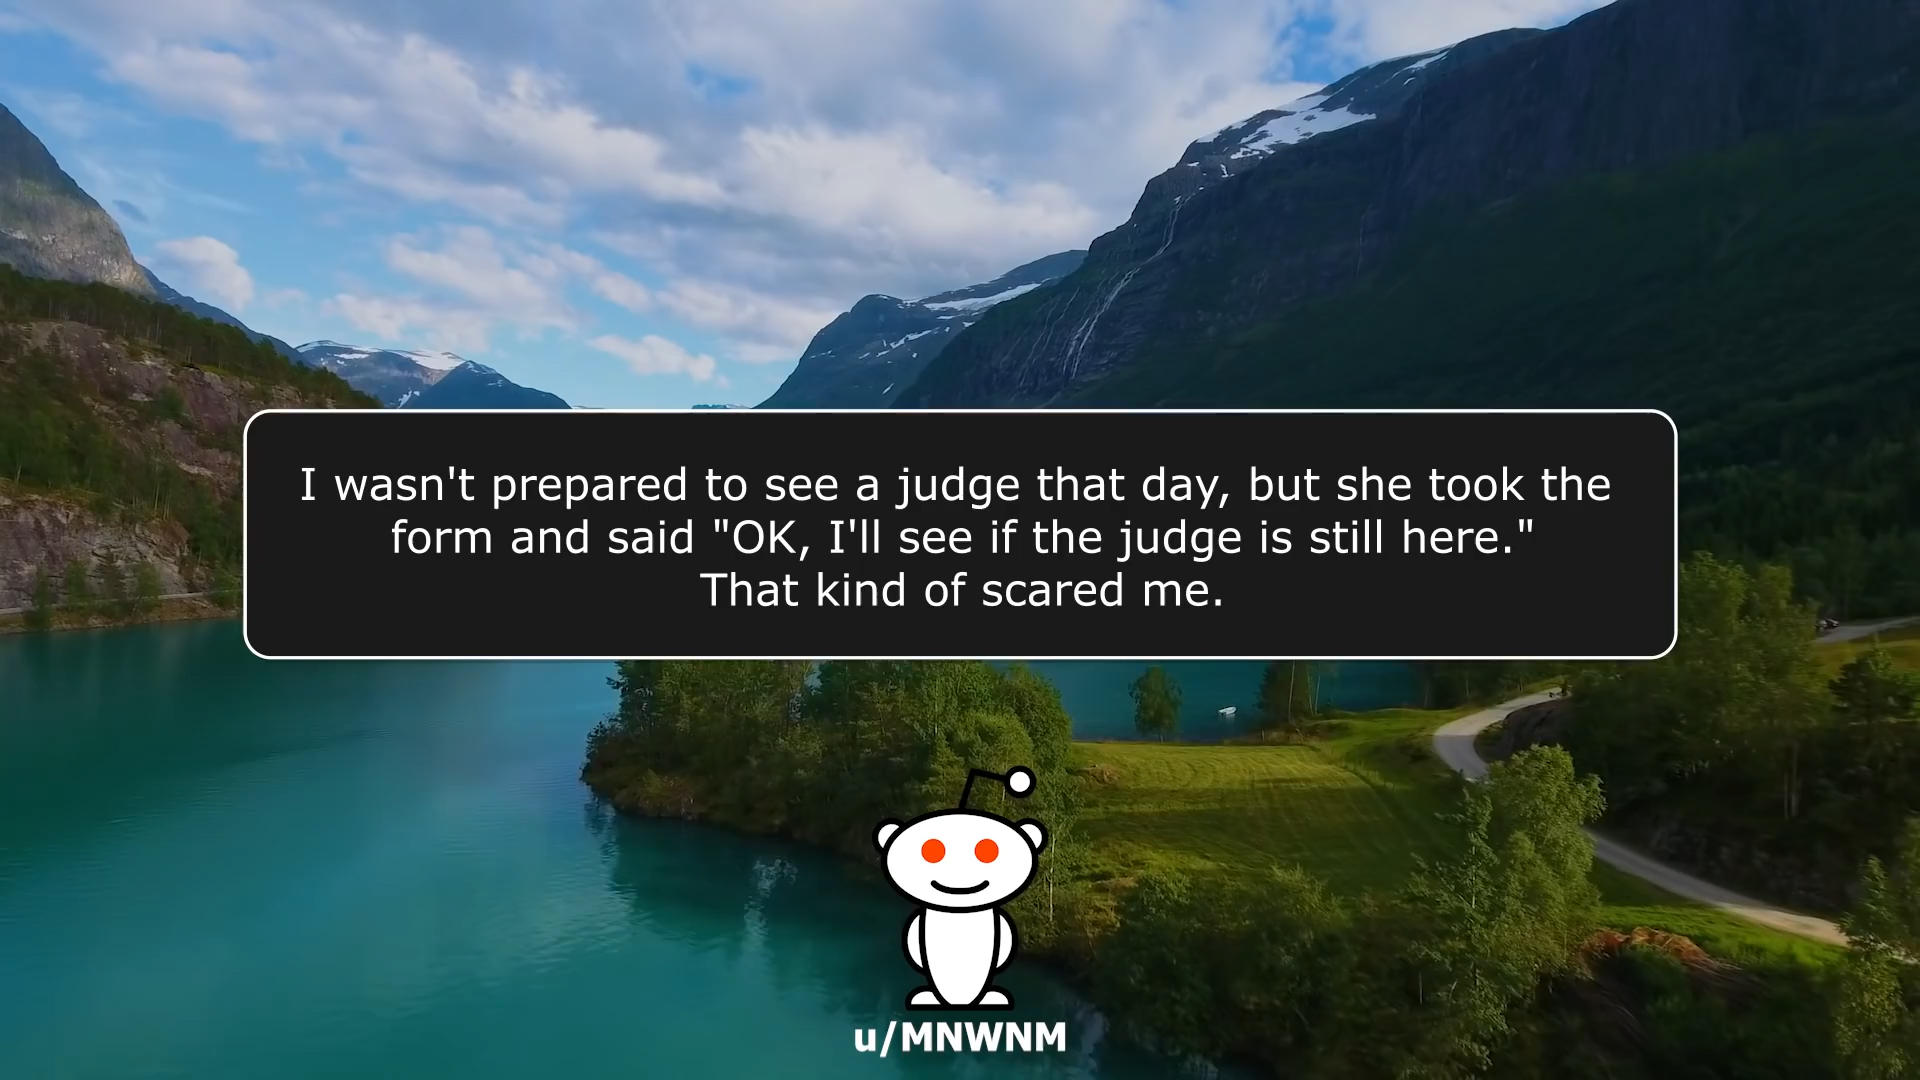 I wasn't prepared to see a judge that day, but she took the
form and said "OK, I'll see if the judge is still here."
That kind of scared me.
u/MNWNM